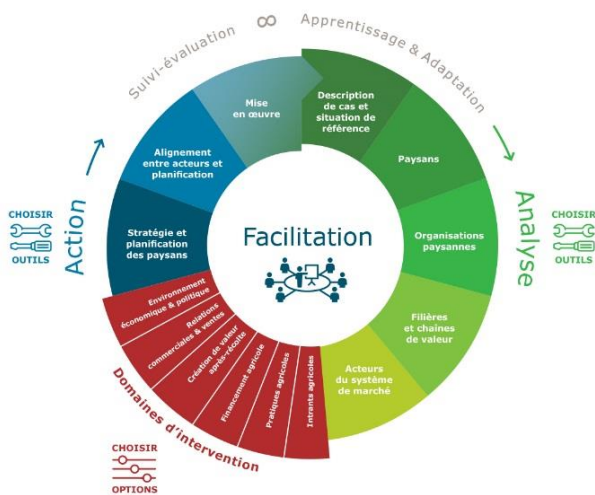 Suivi-évaluation
∞
Apprentissage & Adaptation
Description
de cas et
situation de
référence
Paysans
Organisations
paysannes
Filières
et chaînes
de valeur
Acteurs
du système
de marché
Analyse
CHOISIR
OUTILS
Intrants agricoles
Pratiques agricoles
Financement agricole
Création de valeur
après-récolte
Relations
commerciales & ventes
Environnement
économique & politique
Domaines d'intervention
CHOISIR
OPTIONS
Stratégie et
planification
des paysans
Alignement
entre acteurs et
planification
Mise
en œuvre
Action
CHOISIR
OUTILS
Facilitation